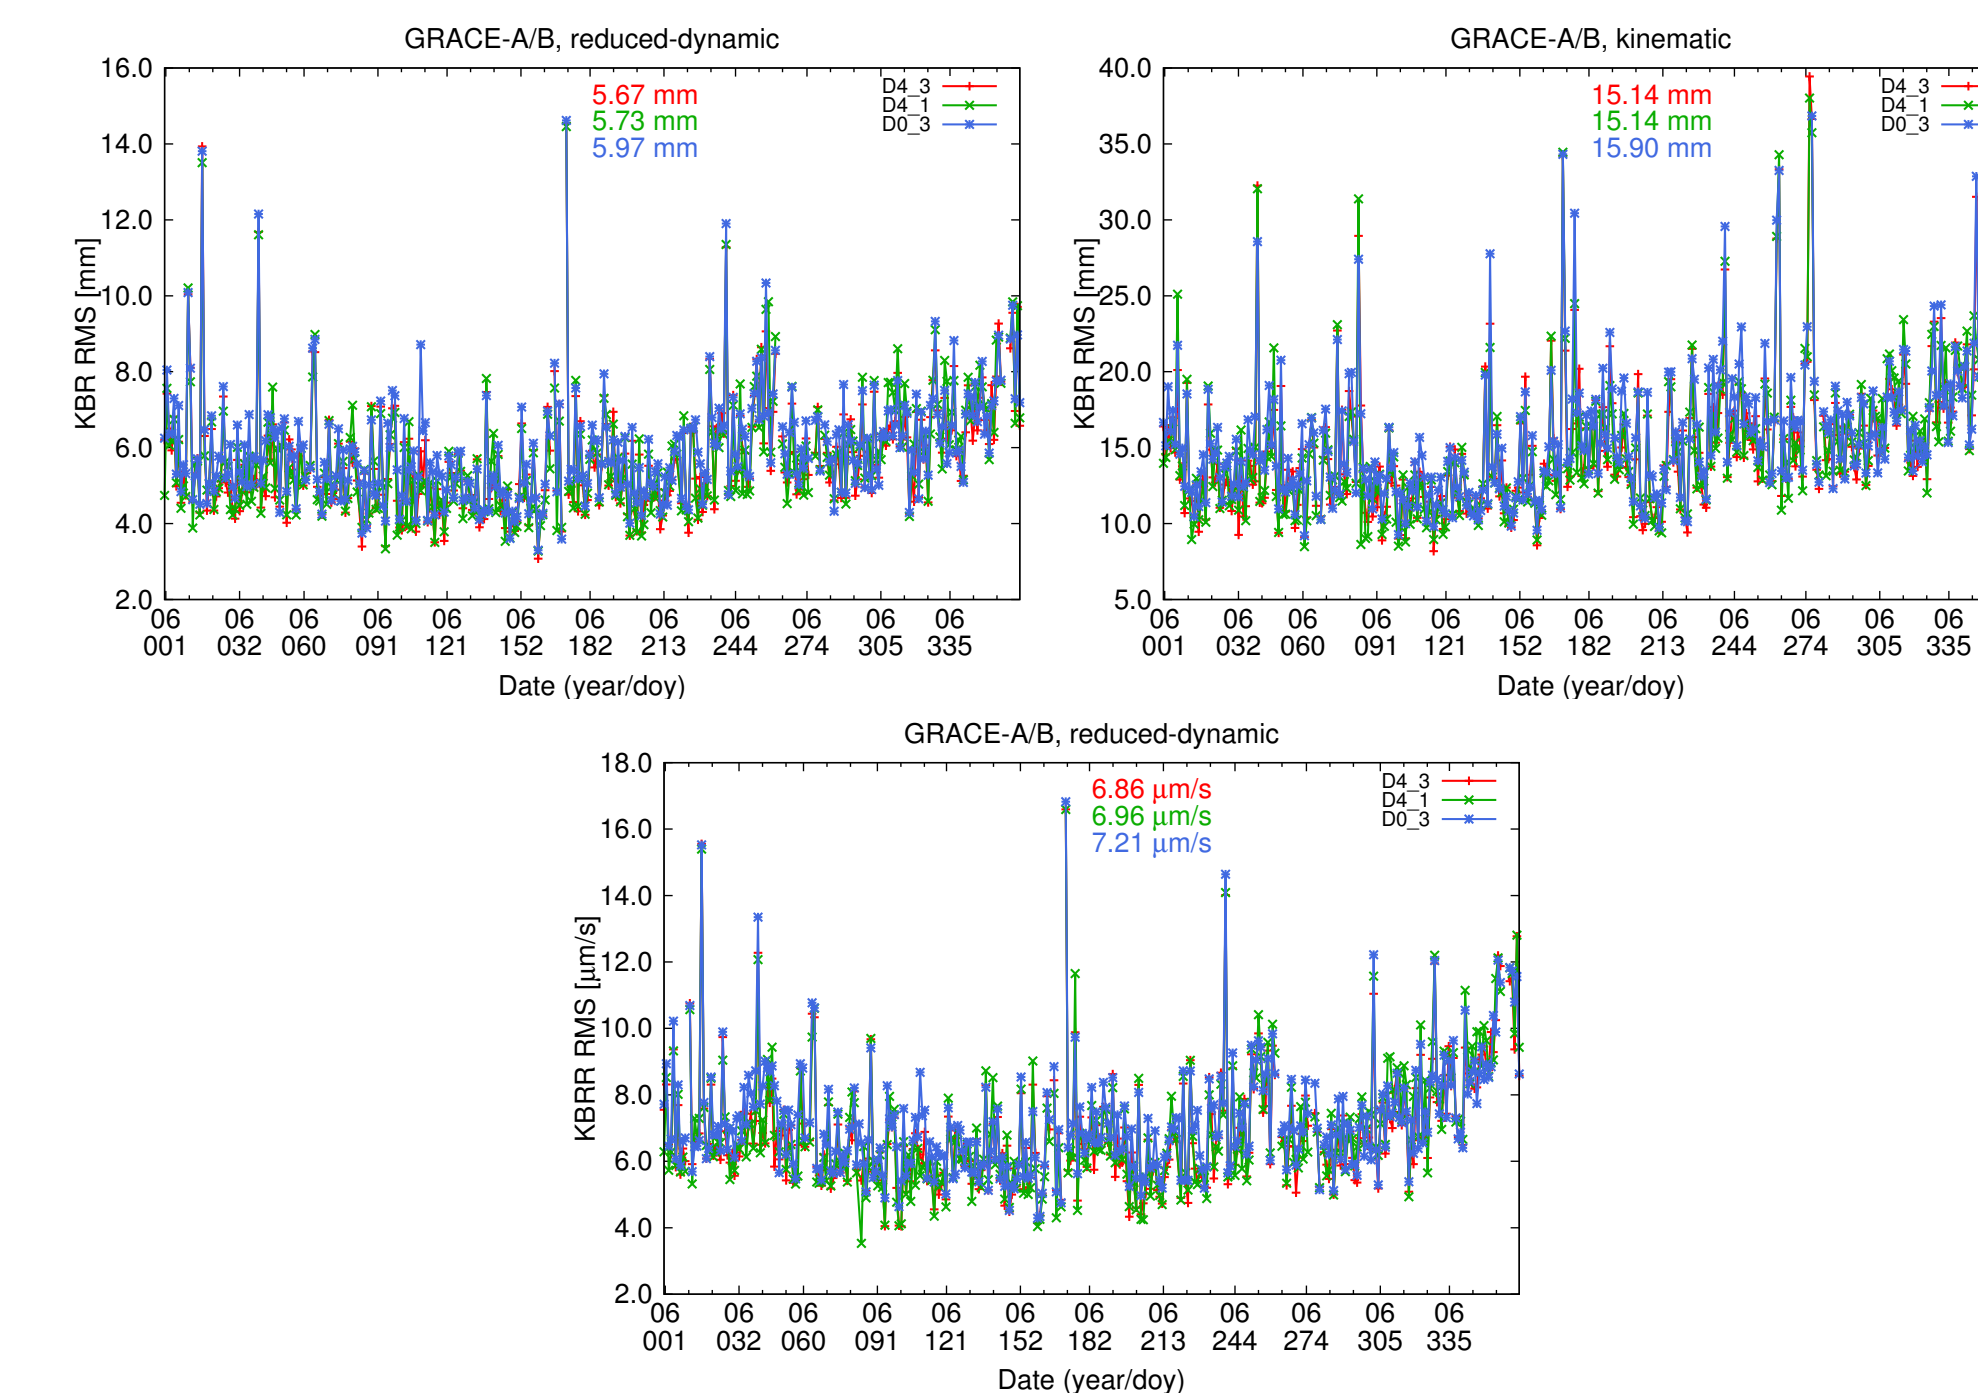 GRACE-A/B, reduced-dynamic
16.0
14.0
12.0
10.0
8.0
6.0
4.0
2.0
KBR RMS [mm]
5.67 mm
5.73 mm
5.97 mm
D4_3
D4_1
D0_3
06 06 06 06 06 06 06 06 06 06 06 06
001 032 060 091 121 152 182 213 244 274 305 335
Date (year/doy)
GRACE-A/B, kinematic
40.0
35.0
30.0
25.0
20.0
15.0
10.0
5.0
KBR RMS [mm]
15.14 mm
15.14 mm
15.90 mm
D4_3
D4_1
D0_3
06 06 06 06 06 06 06 06 06 06 06 06
001 032 060 091 121 152 182 213 244 274 305 335
Date (year/doy)
GRACE-A/B, reduced-dynamic
18.0
16.0
14.0
12.0
10.0
8.0
6.0
4.0
2.0
KBRR RMS [μm/s]
6.86 μm/s
6.96 μm/s
7.21 μm/s
D4_3
D4_1
D0_3
06 06 06 06 06 06 06 06 06 06 06 06
001 032 060 091 121 152 182 213 244 274 305 335
Date (year/doy)